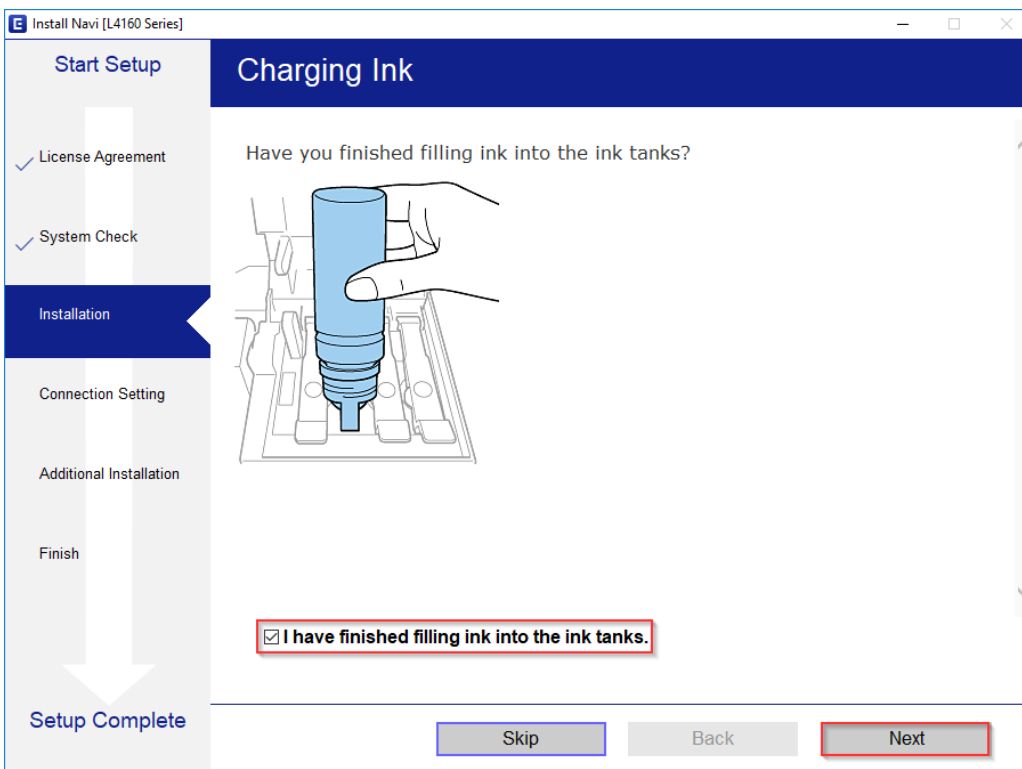 Install Navi [L4160 Series]
Start Setup
License Agreement
System Check
Installation
Connection Setting
Additional Installation
Finish
Setup Complete
Charging Ink
Have you finished filling ink into the ink tanks?
I have finished filling ink into the ink tanks.
Skip
Back
Next